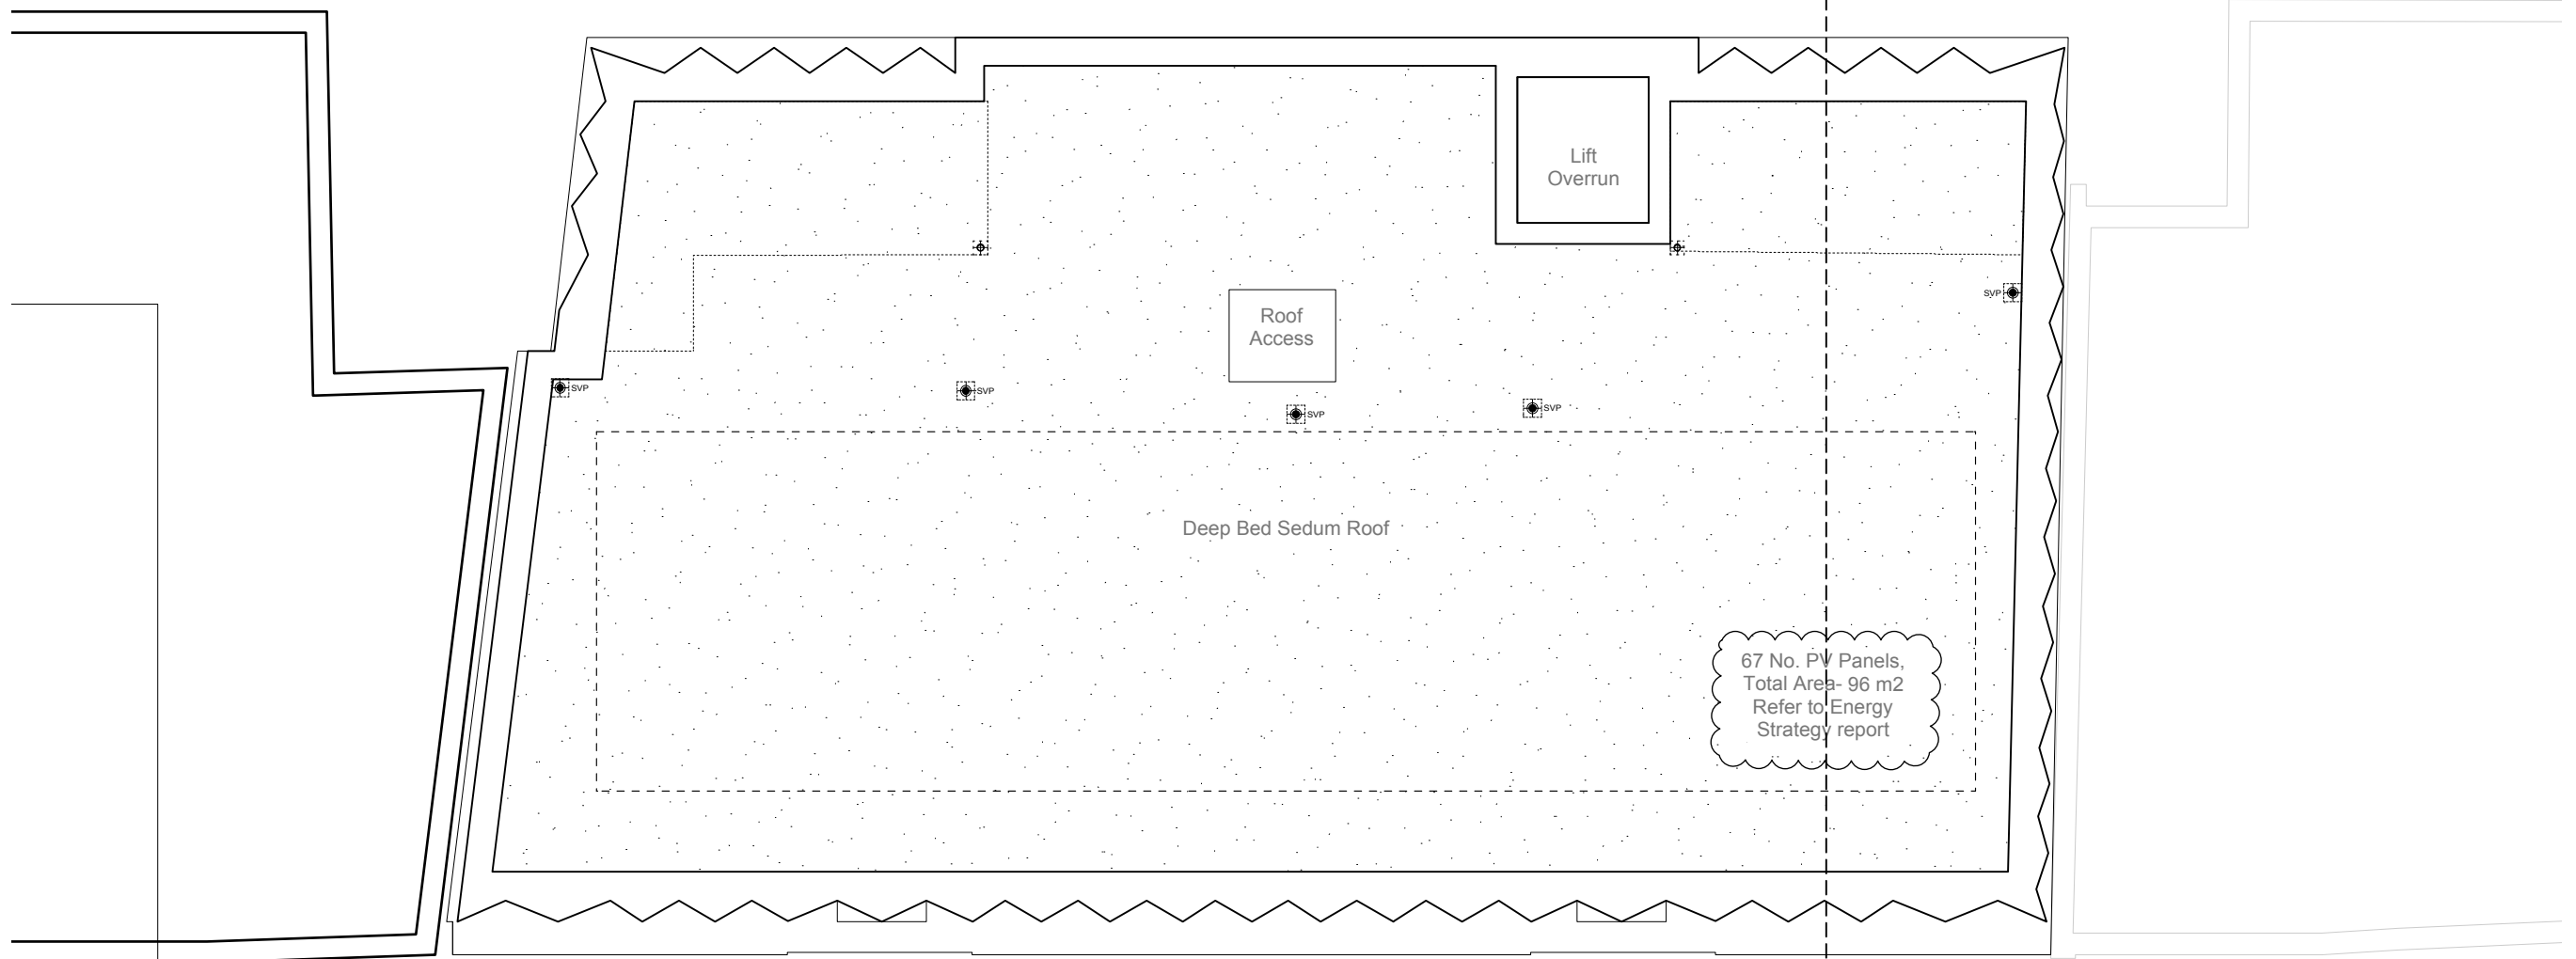 Lift
Overrun
SVP
Roof
Access
SVP
SVP
SVP
SVP
Deep Bed Sedum Roof
67 No. PV Panels,
Total Area- 96 m2
Refer to Energy
Strategy report